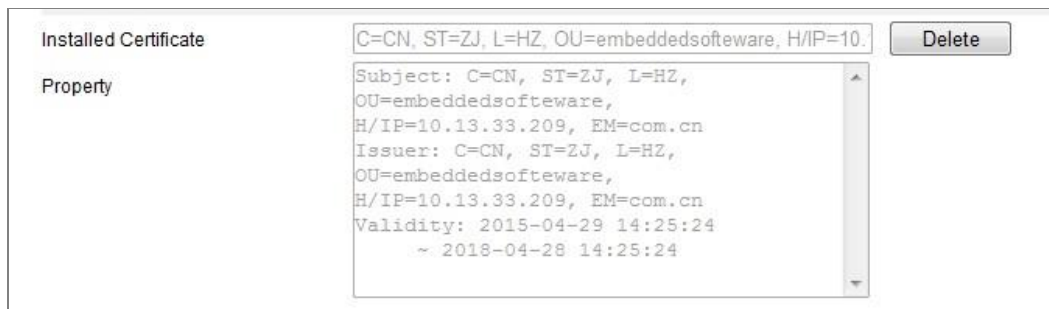 Installed Certificate C=CN, ST=ZJ, L=HZ, OU=embeddedsofteware, H/IP=10. Delete
Property
Subject: C=CN, ST=ZJ, L=HZ,
OU=embeddedsofteware,
H/IP=10.13.33.209, EM=com.cn
Issuer: C=CN, ST=ZJ, L=HZ,
OU=embeddedsofteware,
H/IP=10.13.33.209, EM=com.cn
Validity: 2015-04-29 14:25:24
~ 2018-04-28 14:25:24